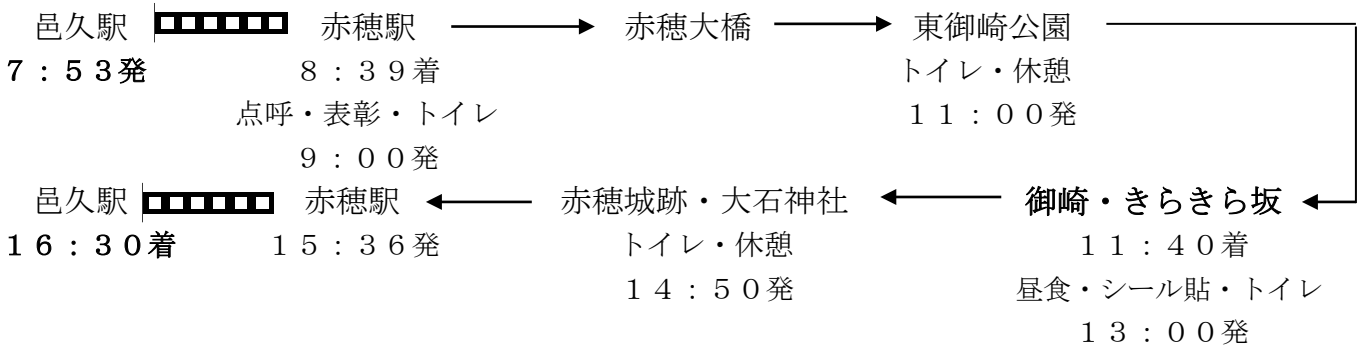 邑久駅 赤穂駅 赤穂大橋 東御崎公園
7:53発 8:39着 トイレ・休憩
点呼・表彰・トイレ 11:00発
9:00発
邑久駅 赤穂駅 赤穂城跡・大石神社 御崎・きらきら坂
16:30着 15:36発 トイレ・休憩 11:40着
14:50発 昼食・シール貼・トイレ
13:00発